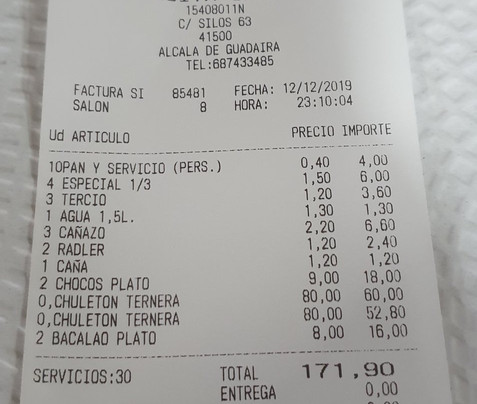 15408011N
C/ SILOS 63
41500
ALCALA DE GUADAIRA
TEL:687433485
FACTURA SI 85481 FECHA: 12/12/2019
SALON 8 HORA: 23:10:04
Ud ARTICULO PRECIO IMPORTE
10PAN Y SERVICIO (PERS.) 0,40 4,00
4 ESPECIAL 1/3 1,50 6,00
3 TERCIO 1,20 3,60
1 AGUA 1,5L. 1,30 1,30
3 CAÑAZO 2,20 6,60
2 RADLER 1,20 2,40
1 CAÑA 1,20 1,20
2 CHOCOS PLATO 9,00 18,00
0,CHULETON TERNERA 80,00 60,00
0,CHULETON TERNERA 80,00 52,80
2 BACALAO PLATO 8,00 16,00
SERVICIOS:30 TOTAL 171,90
ENTREGA 0,00